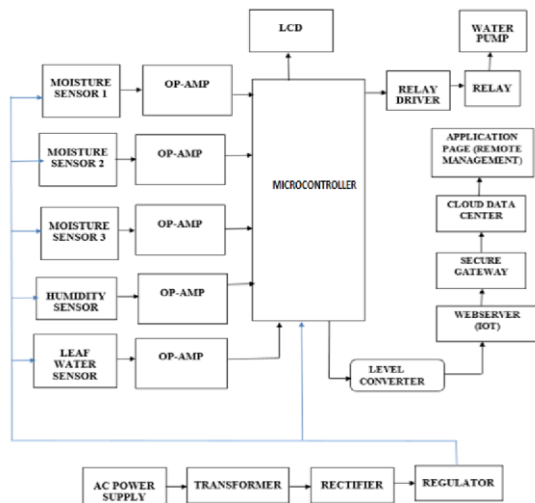 LCD
WATER
PUMP
MOISTURE
SENSOR 1
OP-AMP
RELAY
DRIVER
RELAY
MOISTURE
SENSOR 2
OP-AMP
MICROCONTROLLER
APPLICATION
PAGE (REMOTE
MANAGEMENT)
CLOUD DATA
CENTER
MOISTURE
SENSOR 3
OP-AMP
SECURE
GATEWAY
HUMIDITY
SENSOR
OP-AMP
WEBSERVER
(IOT)
LEAF
WATER
SENSOR
OP-AMP
LEVEL
CONVERTER
AC POWER
SUPPLY
TRANSFORMER
RECTIFIER
REGULATOR